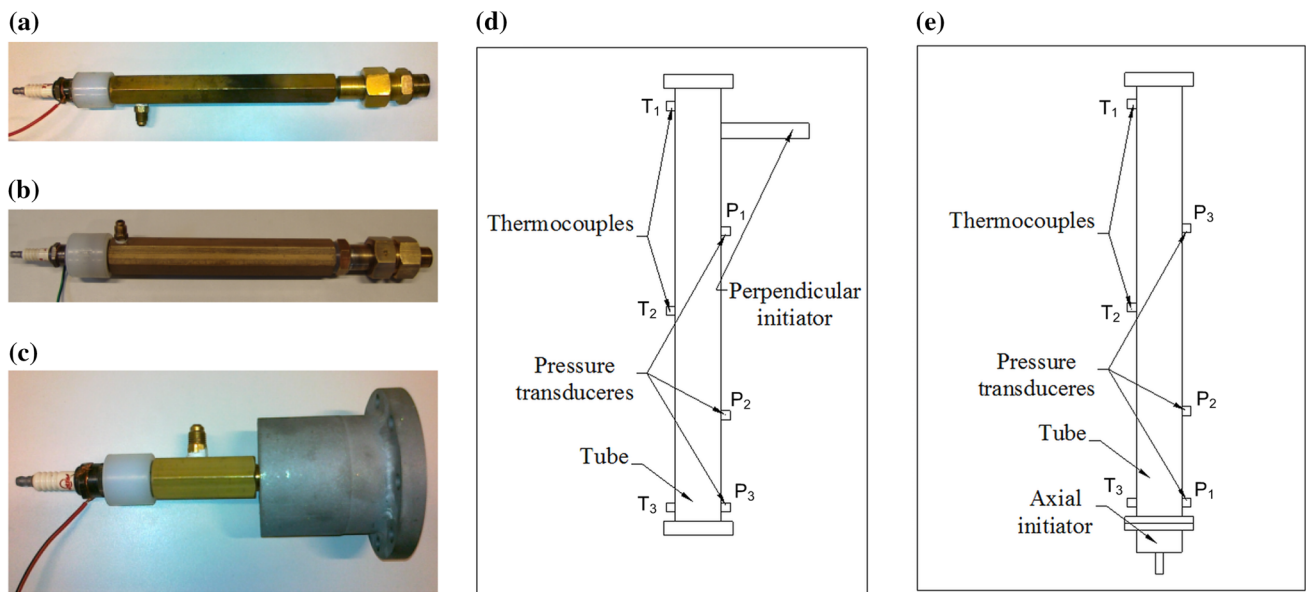 (a)
(b)
(c)
(d)
T1
P1
Thermocouples
T2
Perpendicular
initiator
Pressure
transduceres
P2
Tube
P3
T3
(e)
T1
P3
Thermocouples
T2
Pressure
transduceres
P2
Tube
T3
P1
Axial
initiator